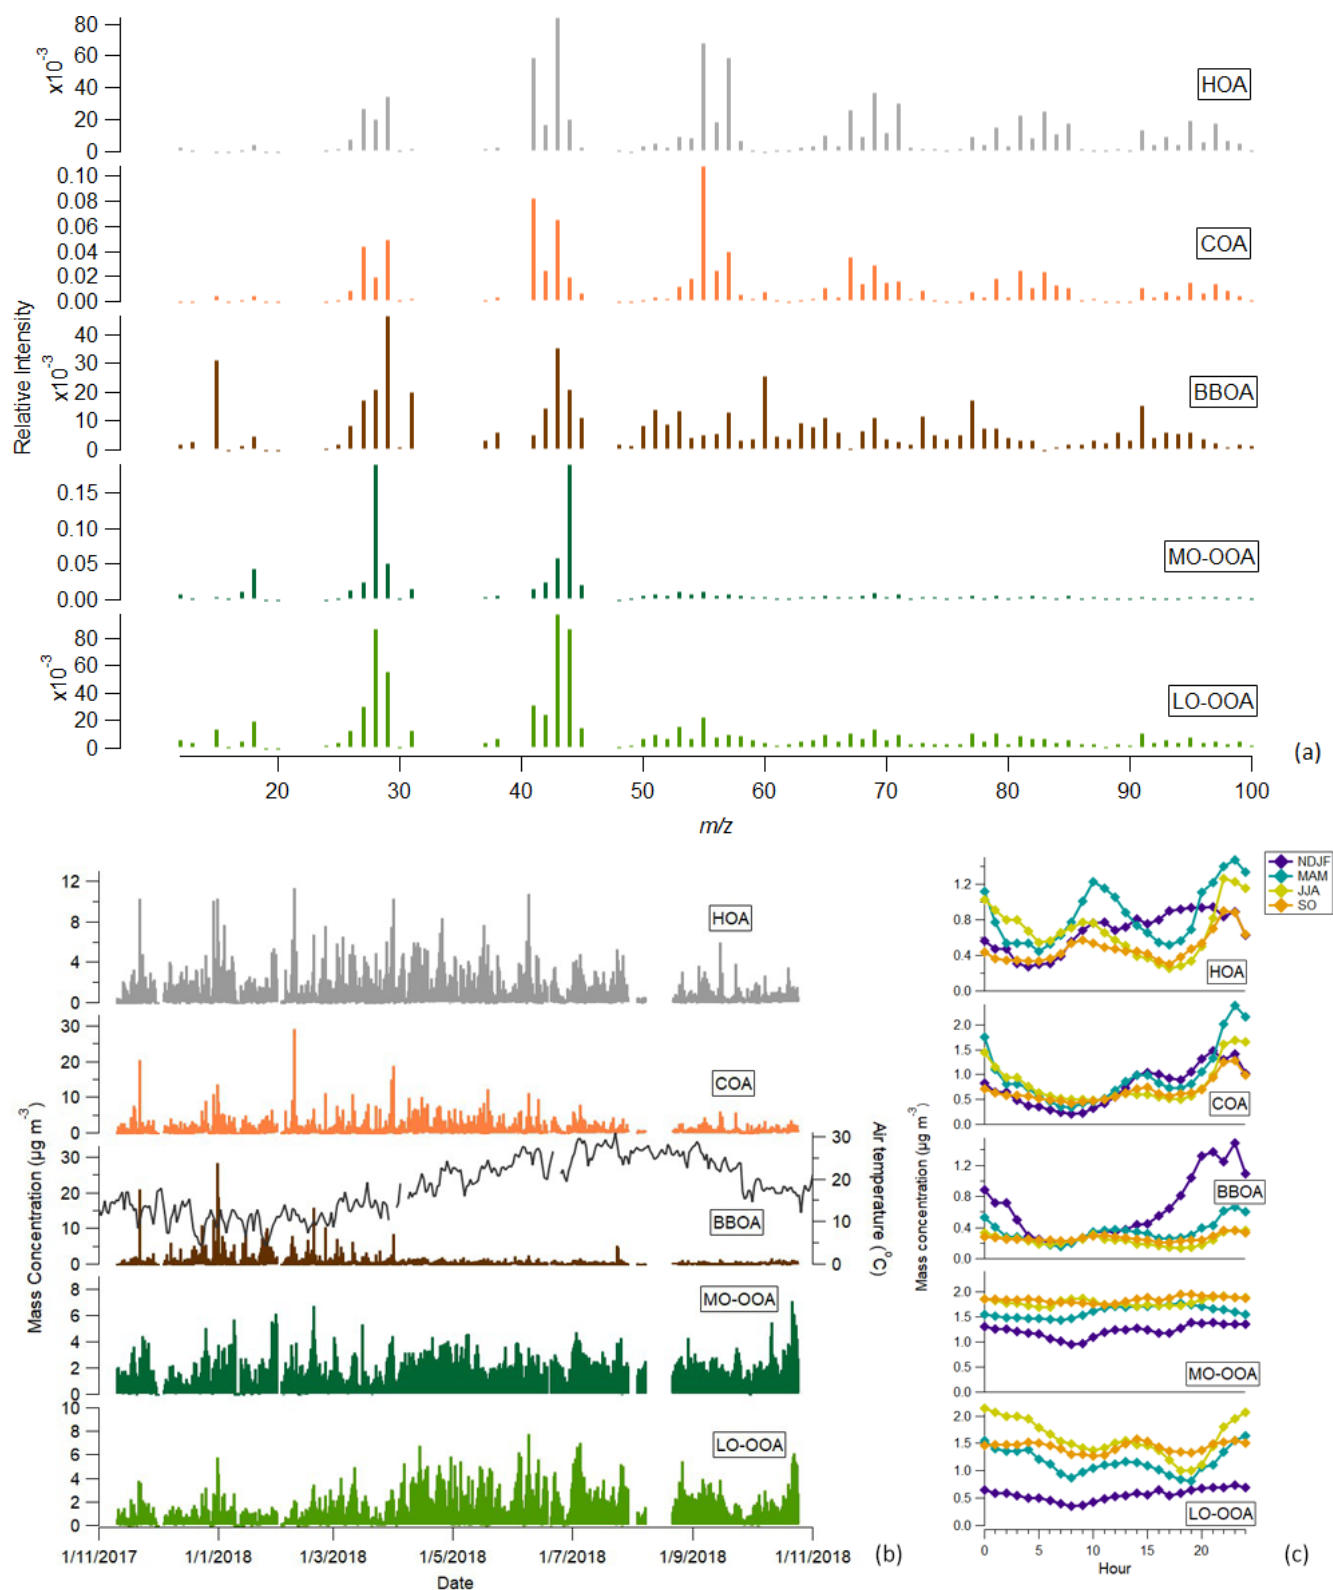 80
60
40
20
0
x10-3
HOA
0.10
0.08
0.06
0.04
0.02
0.00
COA
Relative Intensity
40
30
20
10
0
x10-3
BBOA
0.15
0.10
0.05
0.00
MO-OOA
80
60
40
20
0
x10-3
LO-OOA
20 30 40 50 60 70 80 90 100
m/z
(a)
12
8
4
0
HOA
30
20
10
0
COA
Mass Concentration (µg m-3)
30
20
10
0
BBOA
30
20
10
0
Air temperature (°C)
8
6
4
2
0
MO-OOA
10
8
6
4
2
0
LO-OOA
1/11/2017 1/1/2018 1/3/2018 1/5/2018 1/7/2018 1/9/2018 1/11/2018
Date
(b)
NDJF
MAM
JJA
SO
1.2
0.8
0.4
0.0
HOA
2.0
1.5
1.0
0.5
0.0
COA
Mass concentration (µg m-3)
1.2
0.8
0.4
0.0
BBOA
2.0
1.5
1.0
0.5
0.0
MO-OOA
2.0
1.5
1.0
0.5
0.0
LO-OOA
0 5 10 15 20
Hour
(c)